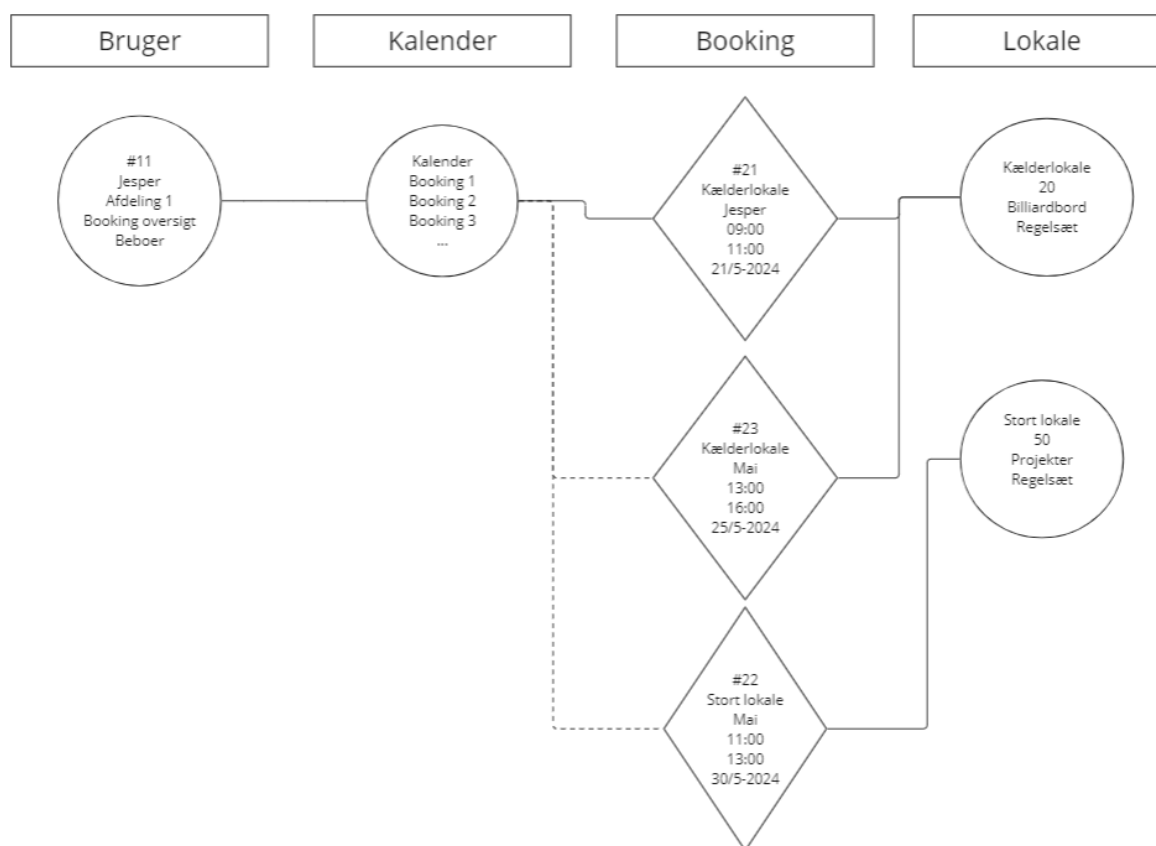 Bruger
Kalender
Booking
Lokale
#11
Jesper
Afdeling 1
Booking oversigt
Beboer
Kalender
Booking 1
Booking 2
Booking 3
...
#21
Kælderlokale
Jesper
09:00
11:00
21/5-2024
Kælderlokale
20
Billiardbord
Regelsæt
#23
Kælderlokale
Mai
13:00
16:00
25/5-2024
Stort lokale
50
Projekter
Regelsæt
#22
Stort lokale
Mai
11:00
13:00
30/5-2024